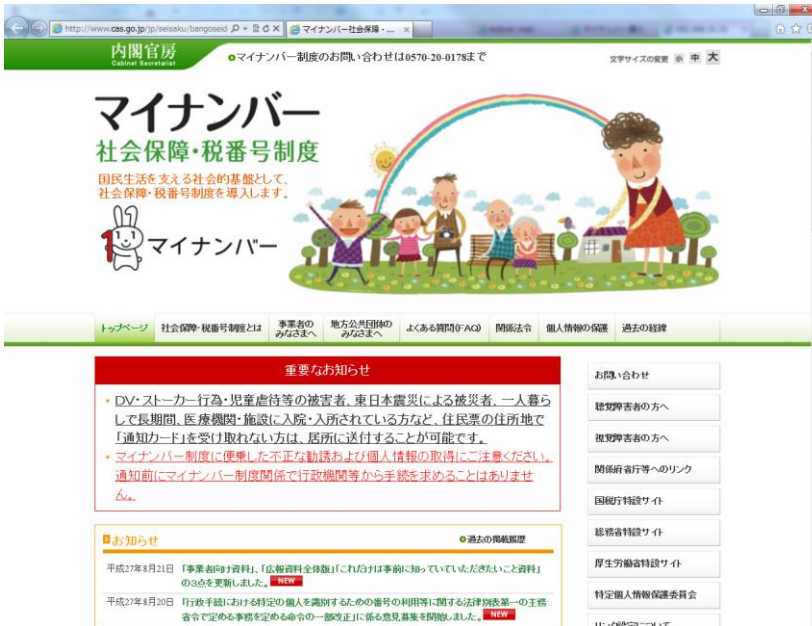 http://www.cas.go.jp/jp/seisaku/bangoseid
マイナンバー社会保障・...
内閣官房
Cabinet Secretariat
マイナンバー制度のお問い合わせは0570-20-0178まで
文字サイズの変更 小 中 大
マイナンバー
社会保障・税番号制度
国民生活を支える社会的基盤として、
社会保障・税番号制度を導入します。
1
マイナンバー
トップページ 社会保障・税番号制度とは 事業者の 地方公共団体の よくある質問(FAQ) 関係法令 個人情報の保護 過去の経緯
みなさまへ みなさまへ
重要なお知らせ
・DV・ストーカー行為・児童虐待等の被害者、東日本震災による被災者、一人暮ら
しで長期間、医療機関・施設に入院・入所されている方など、住民票の住所地で
「通知カード」を受け取れない方は、居所に送付することが可能です。
・マイナンバー制度に便乗した不正な勧誘および個人情報の取得にご注意ください。
通知前にマイナンバー制度関係で行政機関等から手続を求めることはありませ
ん。
お知らせ 過去の掲載履歴
平成27年8月21日 「事業者向け資料」、「広報資料全体版」「これだけは事前に知っていていただきたいこと資料」
の3点を更新しました。 NEW
平成27年8月20日 「行政手続における特定の個人を識別するための番号の利用等に関する法律別表第一の主務
省令で定める事務を定める命令の一部改正」に係る意見募集を開始しました。 NEW
お問い合わせ
聴覚障害者の方へ
視覚障害者の方へ
関係府省庁等へのリンク
国税庁特設サイト
総務省特設サイト
厚生労働省特設サイト
特定個人情報保護委員会
リンク設定について